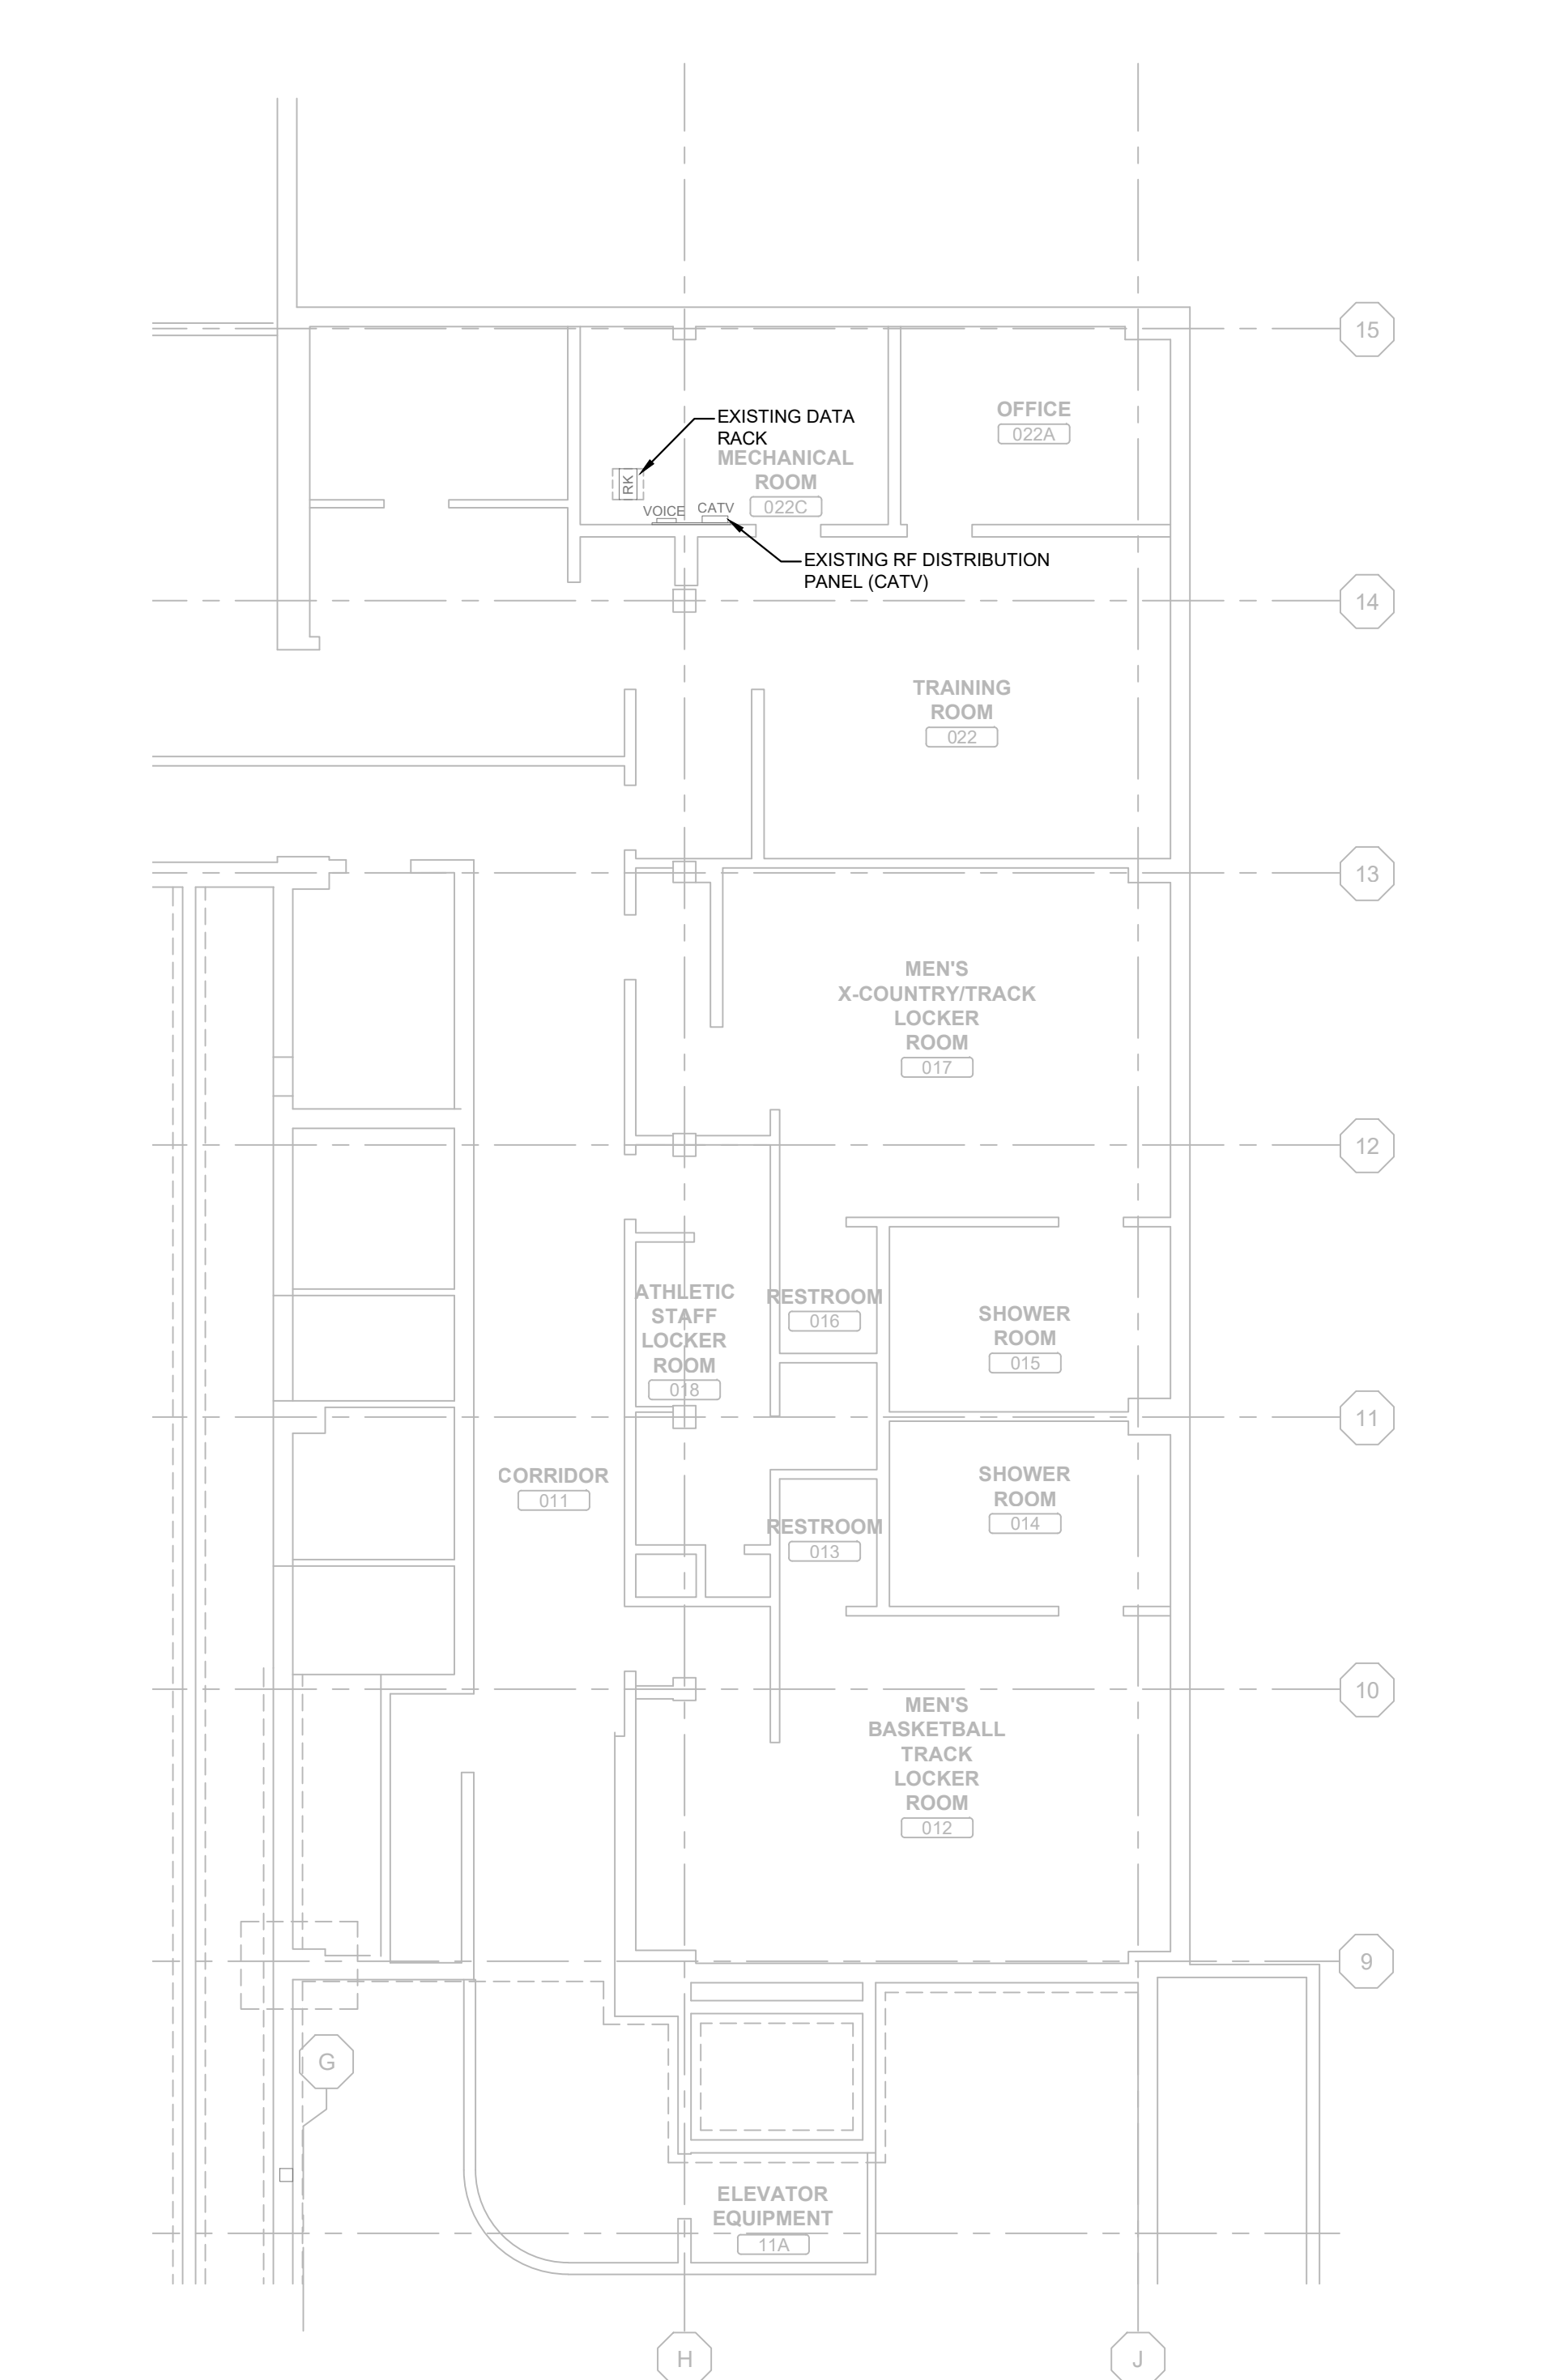 15
OFFICE
022A
EXISTING DATA
RACK
MECHANICAL
ROOM
022C
RK
VOICE
CATV
EXISTING RF DISTRIBUTION
PANEL (CATV)
14
TRAINING
ROOM
022
13
MEN'S
X-COUNTRY/TRACK
LOCKER
ROOM
017
12
ATHLETIC
STAFF
LOCKER
ROOM
018
RESTROOM
016
SHOWER
ROOM
015
11
CORRIDOR
011
SHOWER
ROOM
014
RESTROOM
013
10
MEN'S
BASKETBALL
TRACK
LOCKER
ROOM
012
9
G
ELEVATOR
EQUIPMENT
11A
H
J